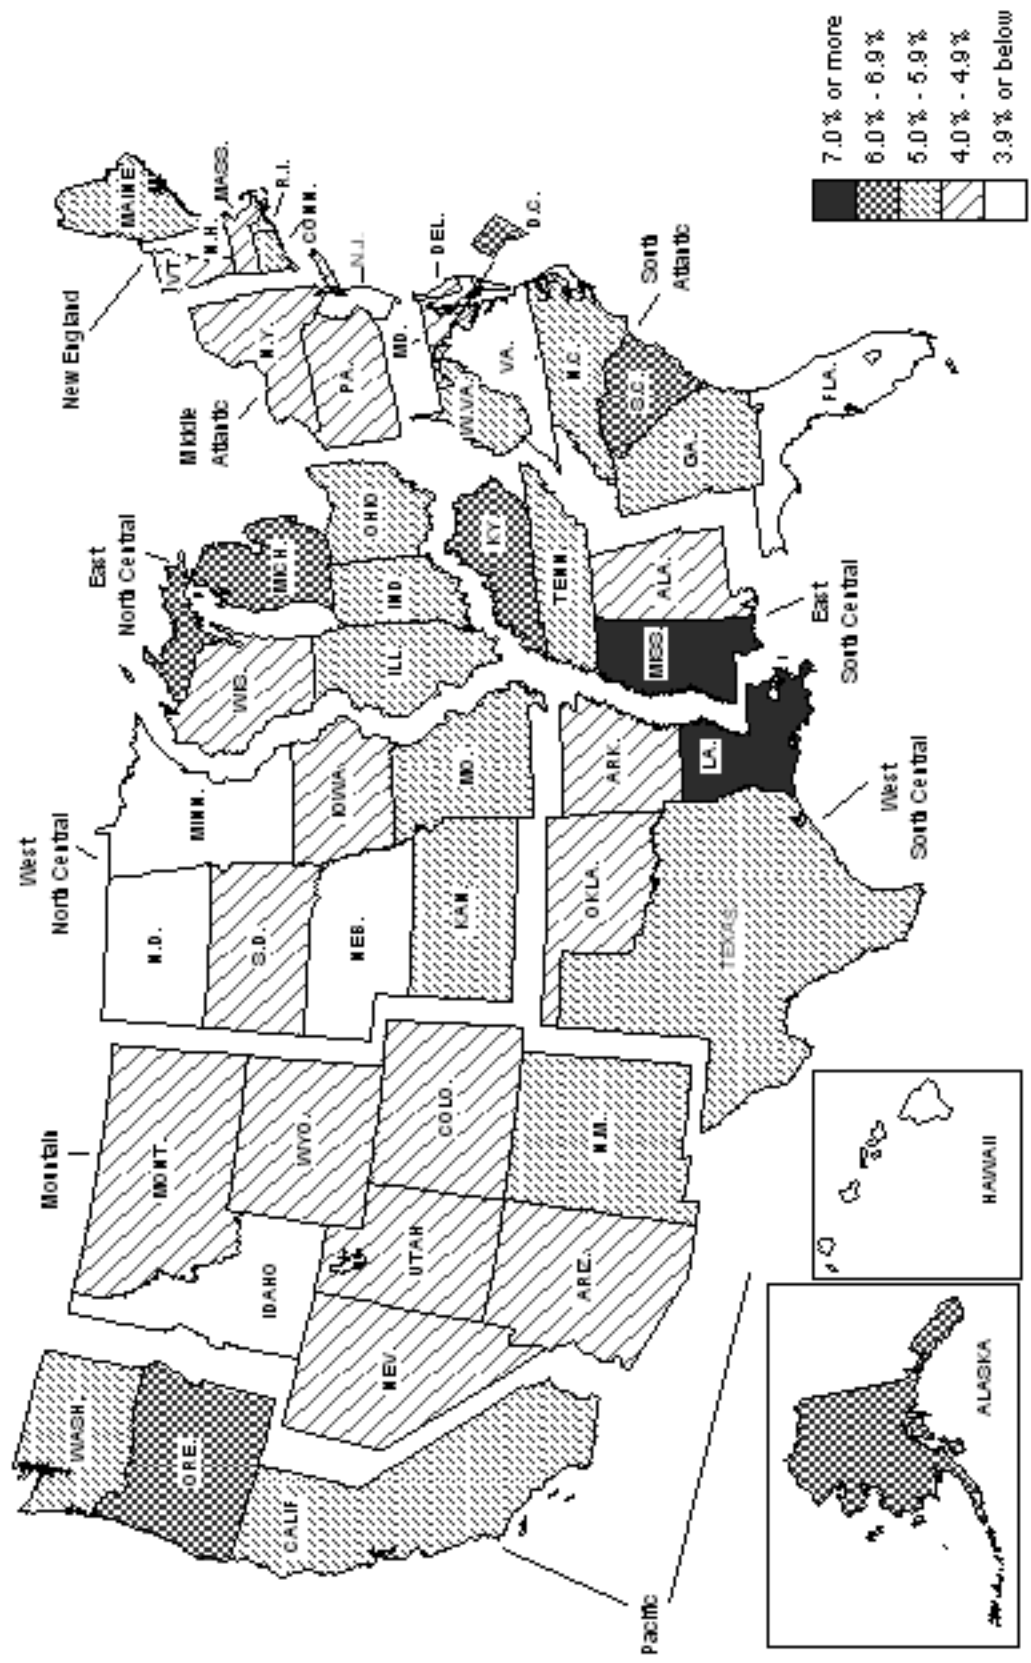 Pacific
Mountain
West
North Central
East
North Central
Middle
Atlantic
New England
South
Atlantic
East
South Central
West
South Central
WASH.
ORE.
CALIF
NEV.
IDAHO
MONT.
WYO.
UTAH
COLO.
ARIZ.
N.M.
N.D.
S.D.
NEB.
KAN
MINN.
IOWA
MO.
OKLA.
ARK.
TEXAS
LA.
WIS.
MICH.
ILL
IND
OHIO
KY
TENN
MISS.
ALA.
N.Y.
PA.
N.J.
MAINE
VT.
N.H.
MASS.
R.I.
CONN.
DEL.
D.C.
MD.
W.VA.
VA.
N.C.
S.C.
GA.
FLA.
ALASKA
HAWAII
7.0% or more
6.0% - 6.9%
5.0% - 5.9%
4.0% - 4.9%
3.9% or below